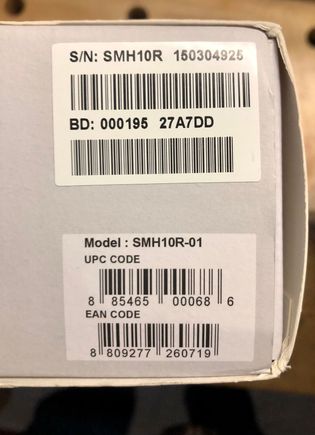 S/N: SMH10R 150304925
BD: 000195 27A7DD
Model : SMH10R-01
UPC CODE
8 85465 00068 6
EAN CODE
8 809277 260719